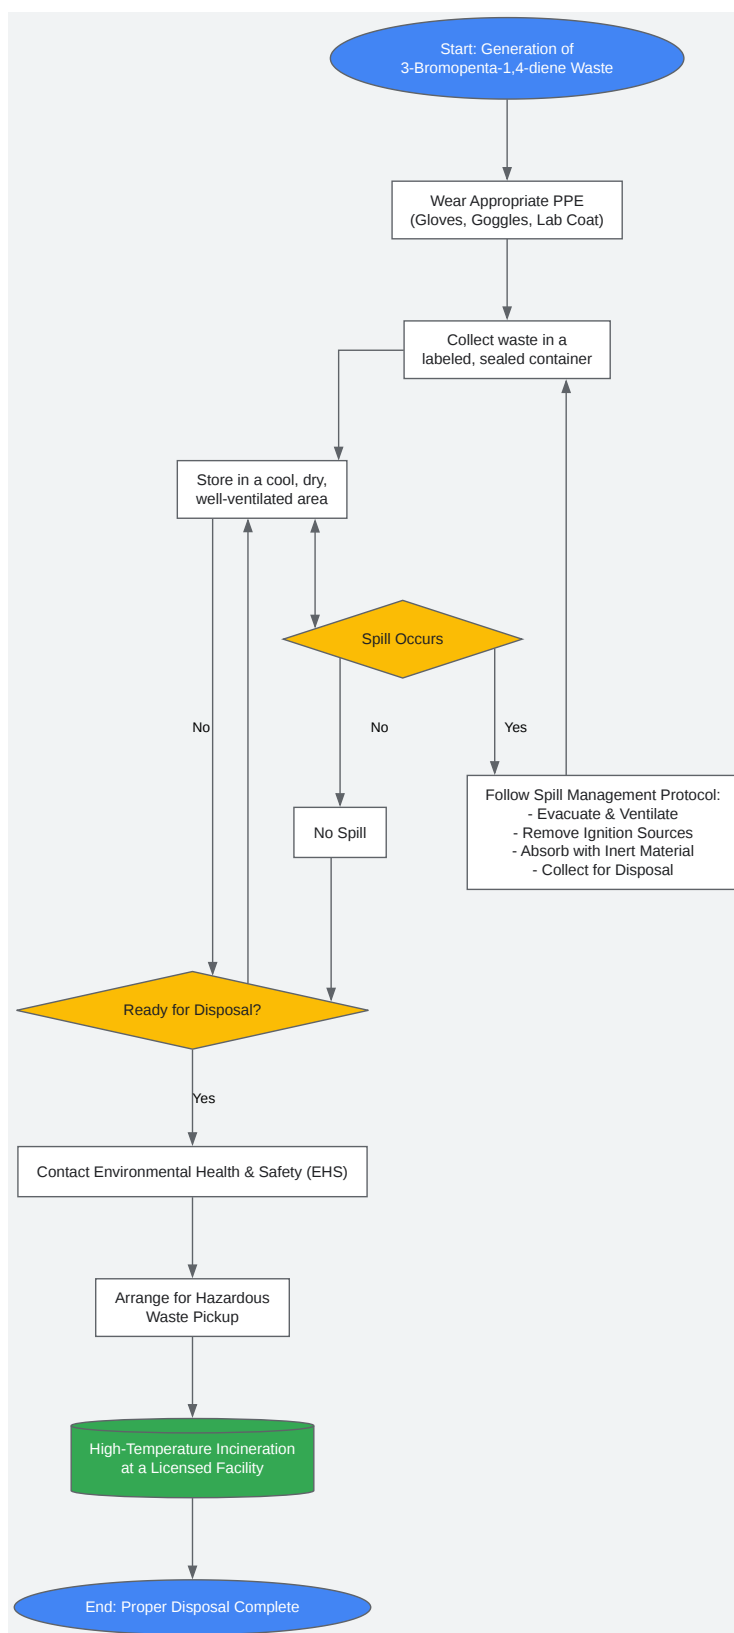 Start: Generation of
3-Bromopenta-1,4-diene Waste
Wear Appropriate PPE
(Gloves, Goggles, Lab Coat)
Collect waste in a
labeled, sealed container
Store in a cool, dry,
well-ventilated area
Spill Occurs
No
No
Yes
Follow Spill Management Protocol:
- Evacuate & Ventilate
- Remove Ignition Sources
- Absorb with Inert Material
- Collect for Disposal
No Spill
Ready for Disposal?
Yes
Contact Environmental Health & Safety (EHS)
Arrange for Hazardous
Waste Pickup
High-Temperature Incineration
at a Licensed Facility
End: Proper Disposal Complete